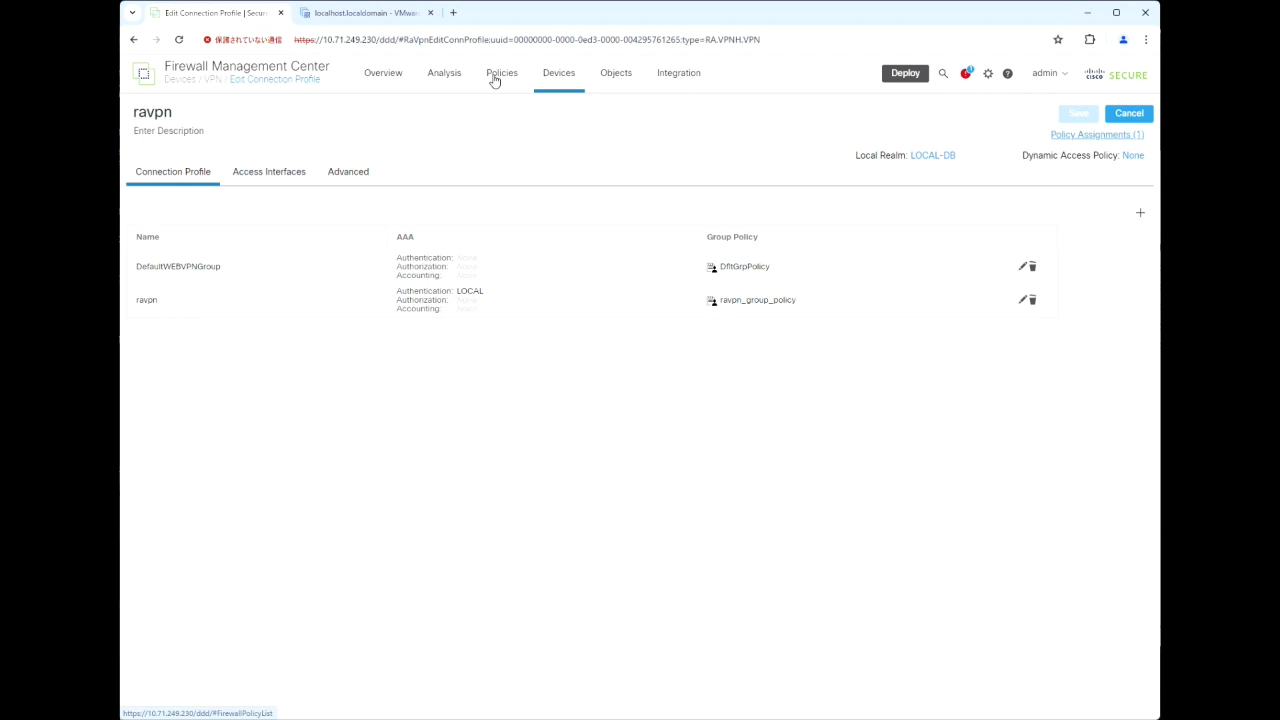 Edit Connection Profile | Secur
localhost.localdomain - VMwar
保護されていない通信
https://10.71.249.230/ddd/#RaVpnEditConnProfile;uuid=00000000-0000-0ed3-0000-004295761265;type=RA.VPNH.VPN
Firewall Management Center
Devices / VPN / Edit Connection Profile
Overview
Analysis
Policies
Devices
Objects
Integration
Deploy
1
admin
CISCO SECURE
ravpn
Enter Description
Save
Cancel
Policy Assignments (1)
Local Realm: LOCAL-DB
Dynamic Access Policy: None
Connection Profile
Access Interfaces
Advanced
Name
AAA
Group Policy
DefaultWEBVPNGroup
Authentication: None
Authorization: None
Accounting: None
DfltGrpPolicy
ravpn
Authentication: LOCAL
Authorization: None
Accounting: None
ravpn_group_policy
https://10.71.249.230/ddd/#FirewallPolicyList